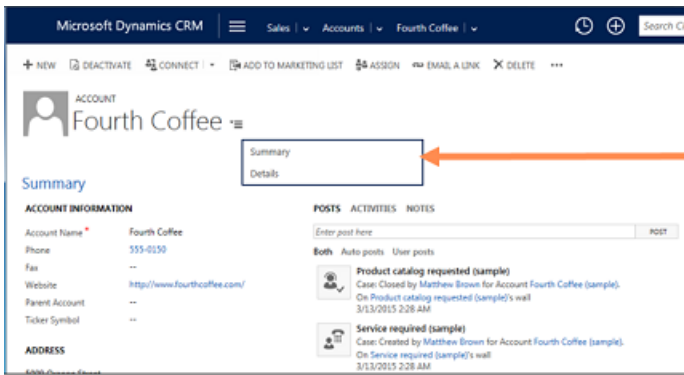 Microsoft Dynamics CRM Sales Accounts Fourth Coffee Search C
NEW DEACTIVATE CONNECT ADD TO MARKETING LIST ASSIGN EMAIL A LINK DELETE ...
ACCOUNT
Fourth Coffee
Summary
Details
Summary
ACCOUNT INFORMATION
Account Name * Fourth Coffee
Phone 555-0150
Fax --
Website http://www.fourthcoffee.com/
Parent Account --
Ticker Symbol --
ADDRESS
POSTS ACTIVITIES NOTES
Enter post here POST
Both Auto posts User posts
Product catalog requested (sample)
Case: Closed by Matthew Brown for Account Fourth Coffee (sample).
On Product catalog requested (sample)'s wall
3/13/2015 2:28 AM
Service required (sample)
Case: Created by Matthew Brown for Account Fourth Coffee (sample).
On Service required (sample)'s wall
3/13/2015 2:28 AM